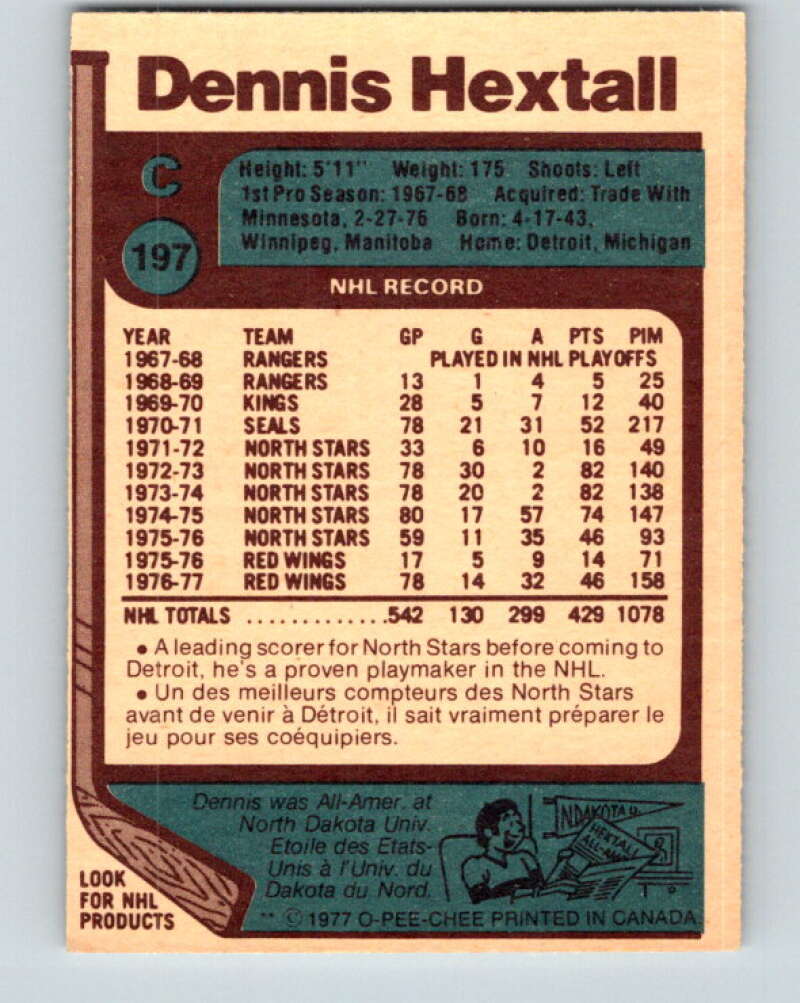 Dennis Hextall
C
Height: 5'11" Weight: 175 Shoots: Left
1st Pro Season: 1967-68 Acquired: Trade With
Minnesota, 2-27-76 Born: 4-17-43,
Winnipeg, Manitoba Home: Detroit, Michigan
197
NHL RECORD
YEAR TEAM GP G A PTS PIM
1967-68 RANGERS PLAYED IN NHL PLAYOFFS
1968-69 RANGERS 13 1 4 5 25
1969-70 KINGS 28 5 7 12 40
1970-71 SEALS 78 21 31 52 217
1971-72 NORTH STARS 33 6 10 16 49
1972-73 NORTH STARS 78 30 2 82 140
1973-74 NORTH STARS 78 20 2 82 138
1974-75 NORTH STARS 80 17 57 74 147
1975-76 NORTH STARS 59 11 35 46 93
1975-76 RED WINGS 17 5 9 14 71
1976-77 RED WINGS 78 14 32 46 158
NHL TOTALS .............542 130 299 429 1078
• A leading scorer for North Stars before coming to
Detroit, he's a proven playmaker in the NHL.
• Un des meilleurs compteurs des North Stars
avant de venir à Détroit, il sait vraiment préparer le
jeu pour ses coéquipiers.
Dennis was All-Amer. at
North Dakota Univ.
Etoile des Etats-
Unis à l'Univ. du
Dakota du Nord.
N DAKOTA U.
HEXTALL
ALL-AM
LOOK
FOR NHL
PRODUCTS
** © 1977 O-PEE-CHEE PRINTED IN CANADA